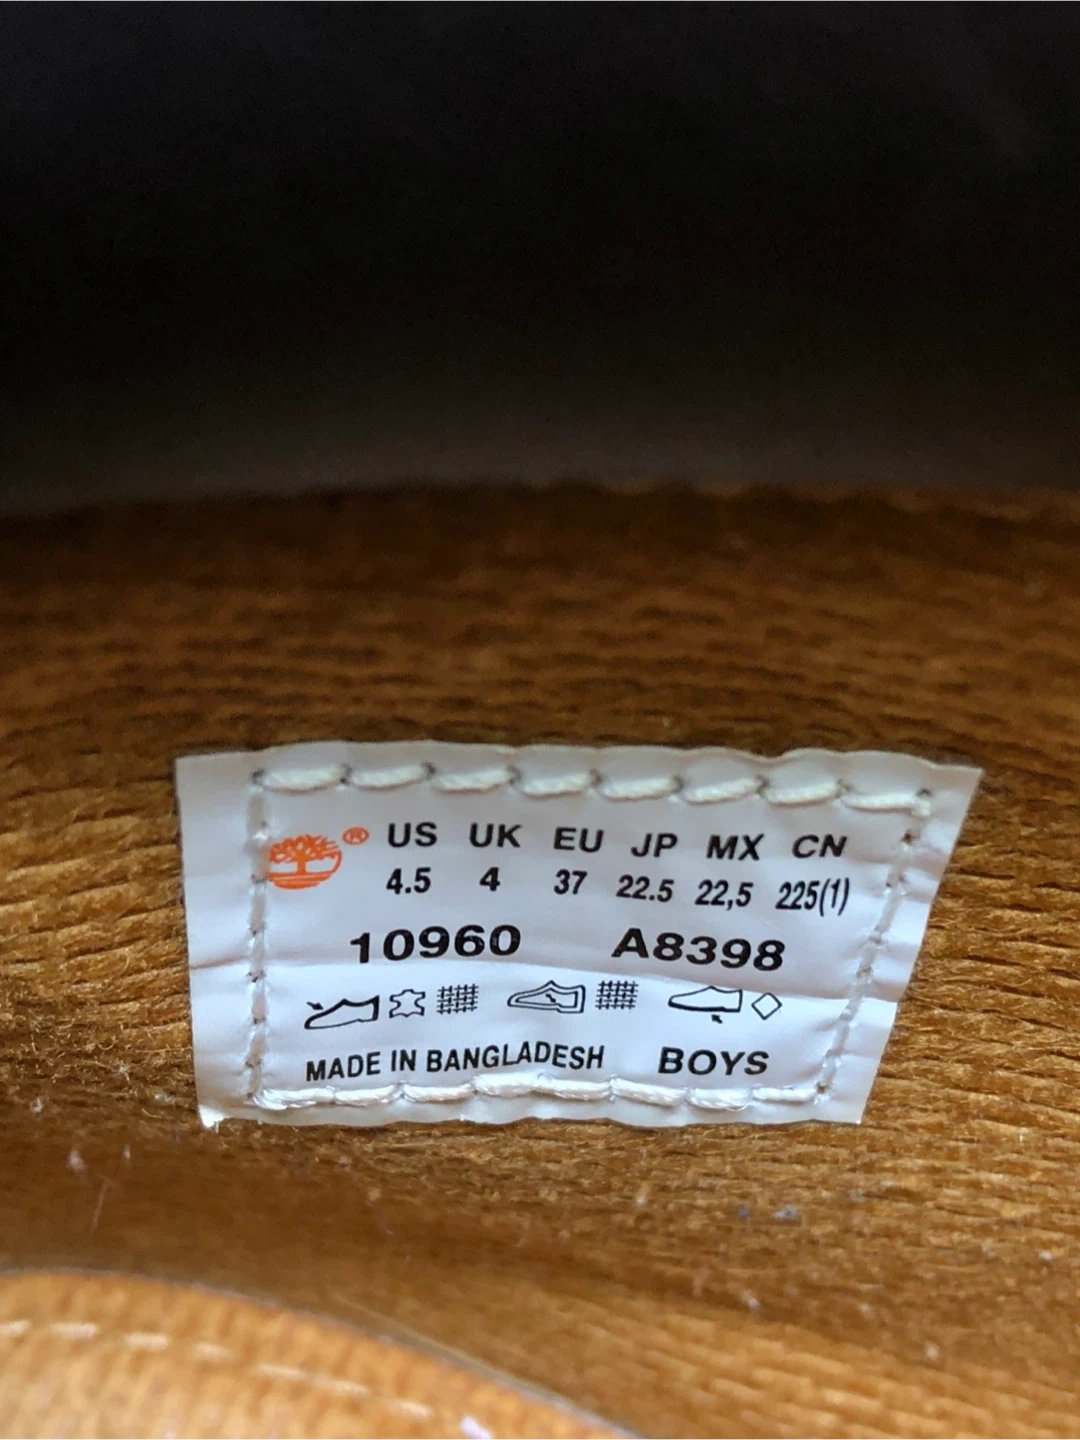 ® US UK EU JP MX CN
4.5 4 37 22.5 22,5 225(1)
10960 A8398
MADE IN BANGLADESH BOYS